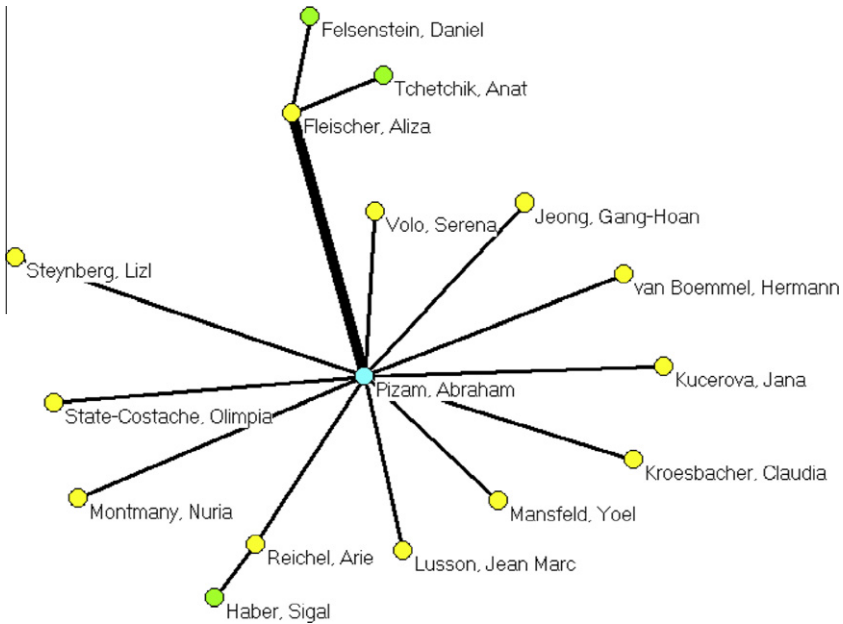 Felsenstein, Daniel
Tchetchik, Anat
Fleischer, Aliza
Volo, Serena
Jeong, Gang-Hoan
Steynberg, Lizl
van Boemmel, Hermann
Kucerova, Jana
Pizam, Abraham
State-Costache, Olimpia
Kroesbacher, Claudia
Montmany, Nuria
Mansfeld, Yoel
Reichel, Arie
Lusson, Jean Marc
Haber, Sigal